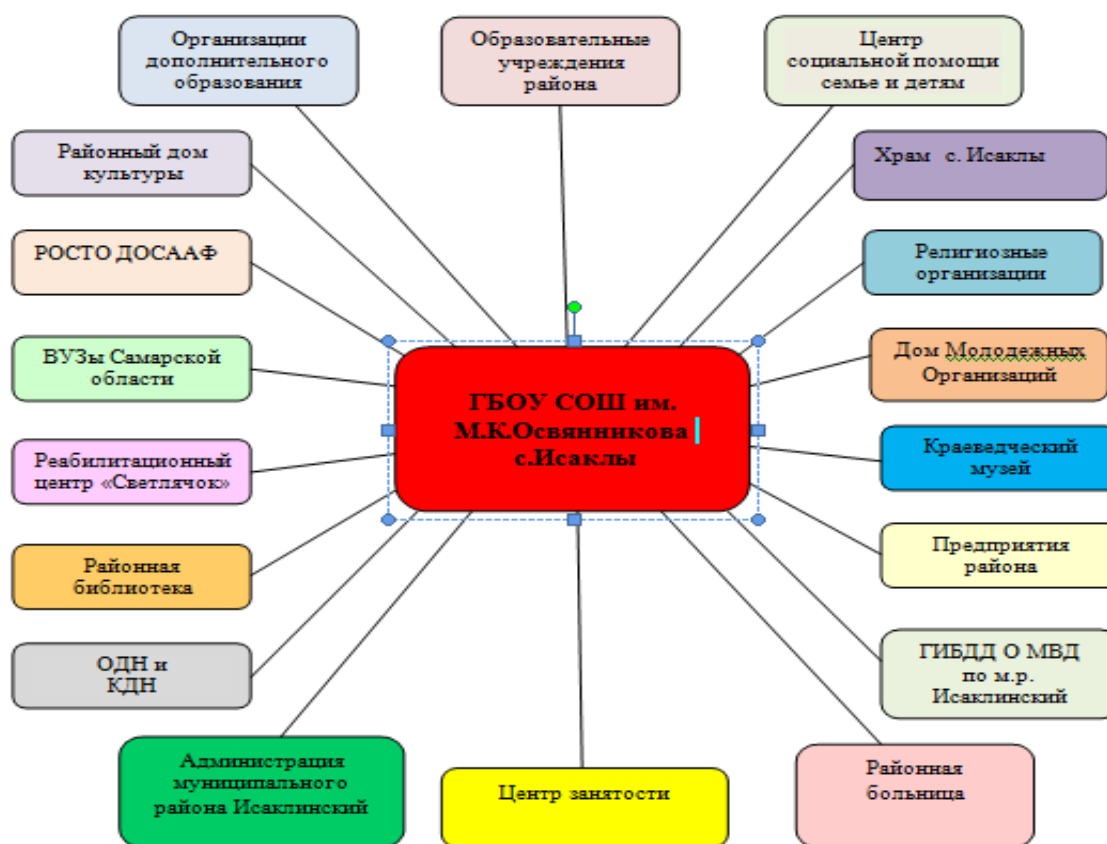 Организации
дополнительного
образования
Образовательные
учреждения
района
Центр
социальной помощи
семье и детям
Районный дом
культуры
Храм с. Исаклы
РОСТО ДОСААФ
Религиозные
организации
ВУЗы Самарской
области
ГБОУ СОШ им.
М.К.Освянникова
с.Исаклы
Дом Молодежных
Организаций
Реабилитационный
центр «Светлячок»
Краеведческий
музей
Районная
библиотека
Предприятия
района
ОДН и
КДН
ГИБДД О МВД
по м.р.
Исаклинский
Администрация
муниципального
района Исаклинский
Центр занятости
Районная
больница